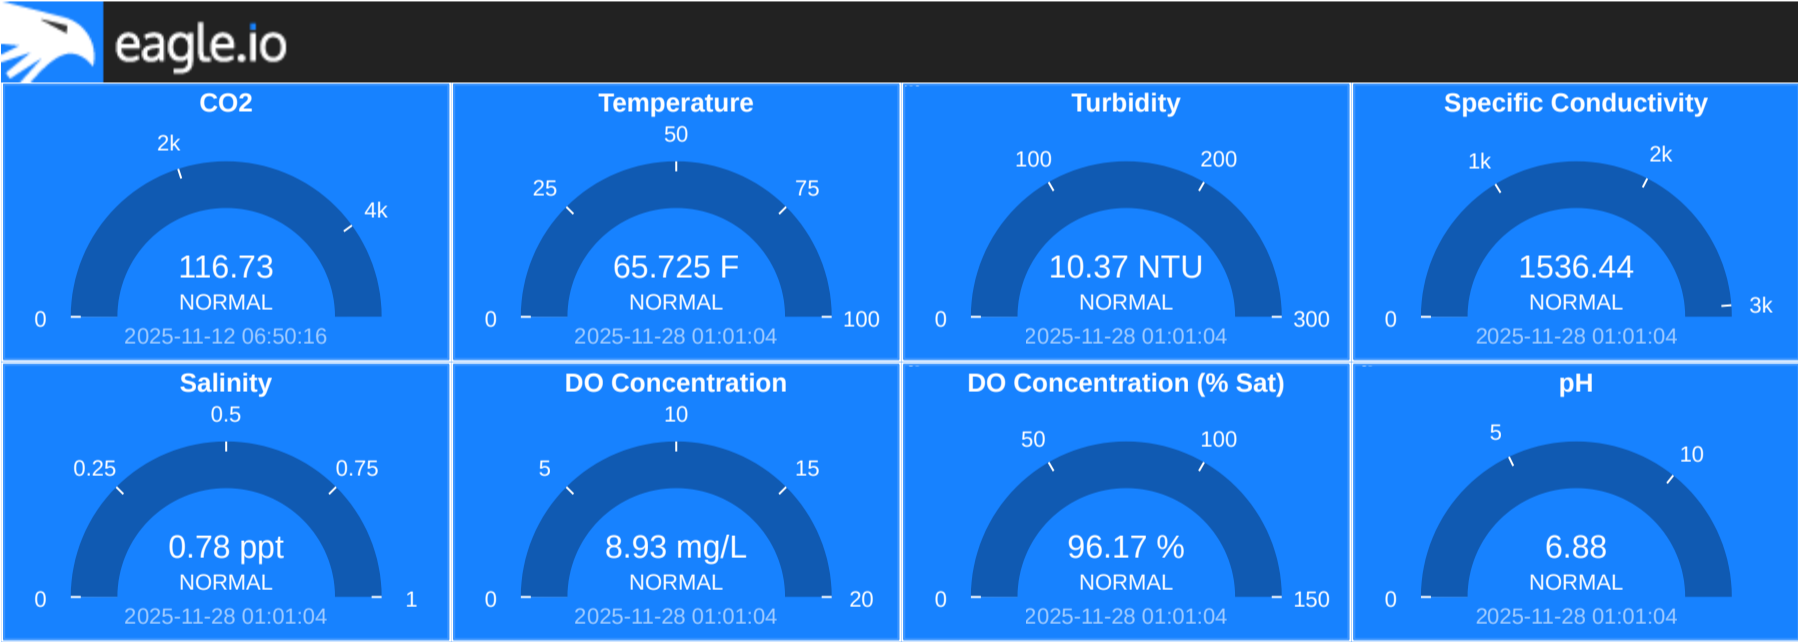 eagle.io
CO2
2k
4k
0
116.73
NORMAL
2025-11-12 06:50:16
Temperature
50
25
75
0
100
65.725 F
NORMAL
2025-11-28 01:01:04
Turbidity
100
200
0
300
10.37 NTU
NORMAL
2025-11-28 01:01:04
Specific Conductivity
1k
2k
0
3k
1536.44
NORMAL
2025-11-28 01:01:04
Salinity
0.5
0.25
0.75
0
1
0.78 ppt
NORMAL
2025-11-28 01:01:04
DO Concentration
10
5
15
0
20
8.93 mg/L
NORMAL
2025-11-28 01:01:04
DO Concentration (% Sat)
50
100
0
150
96.17 %
NORMAL
2025-11-28 01:01:04
pH
5
10
0
6.88
NORMAL
2025-11-28 01:01:04